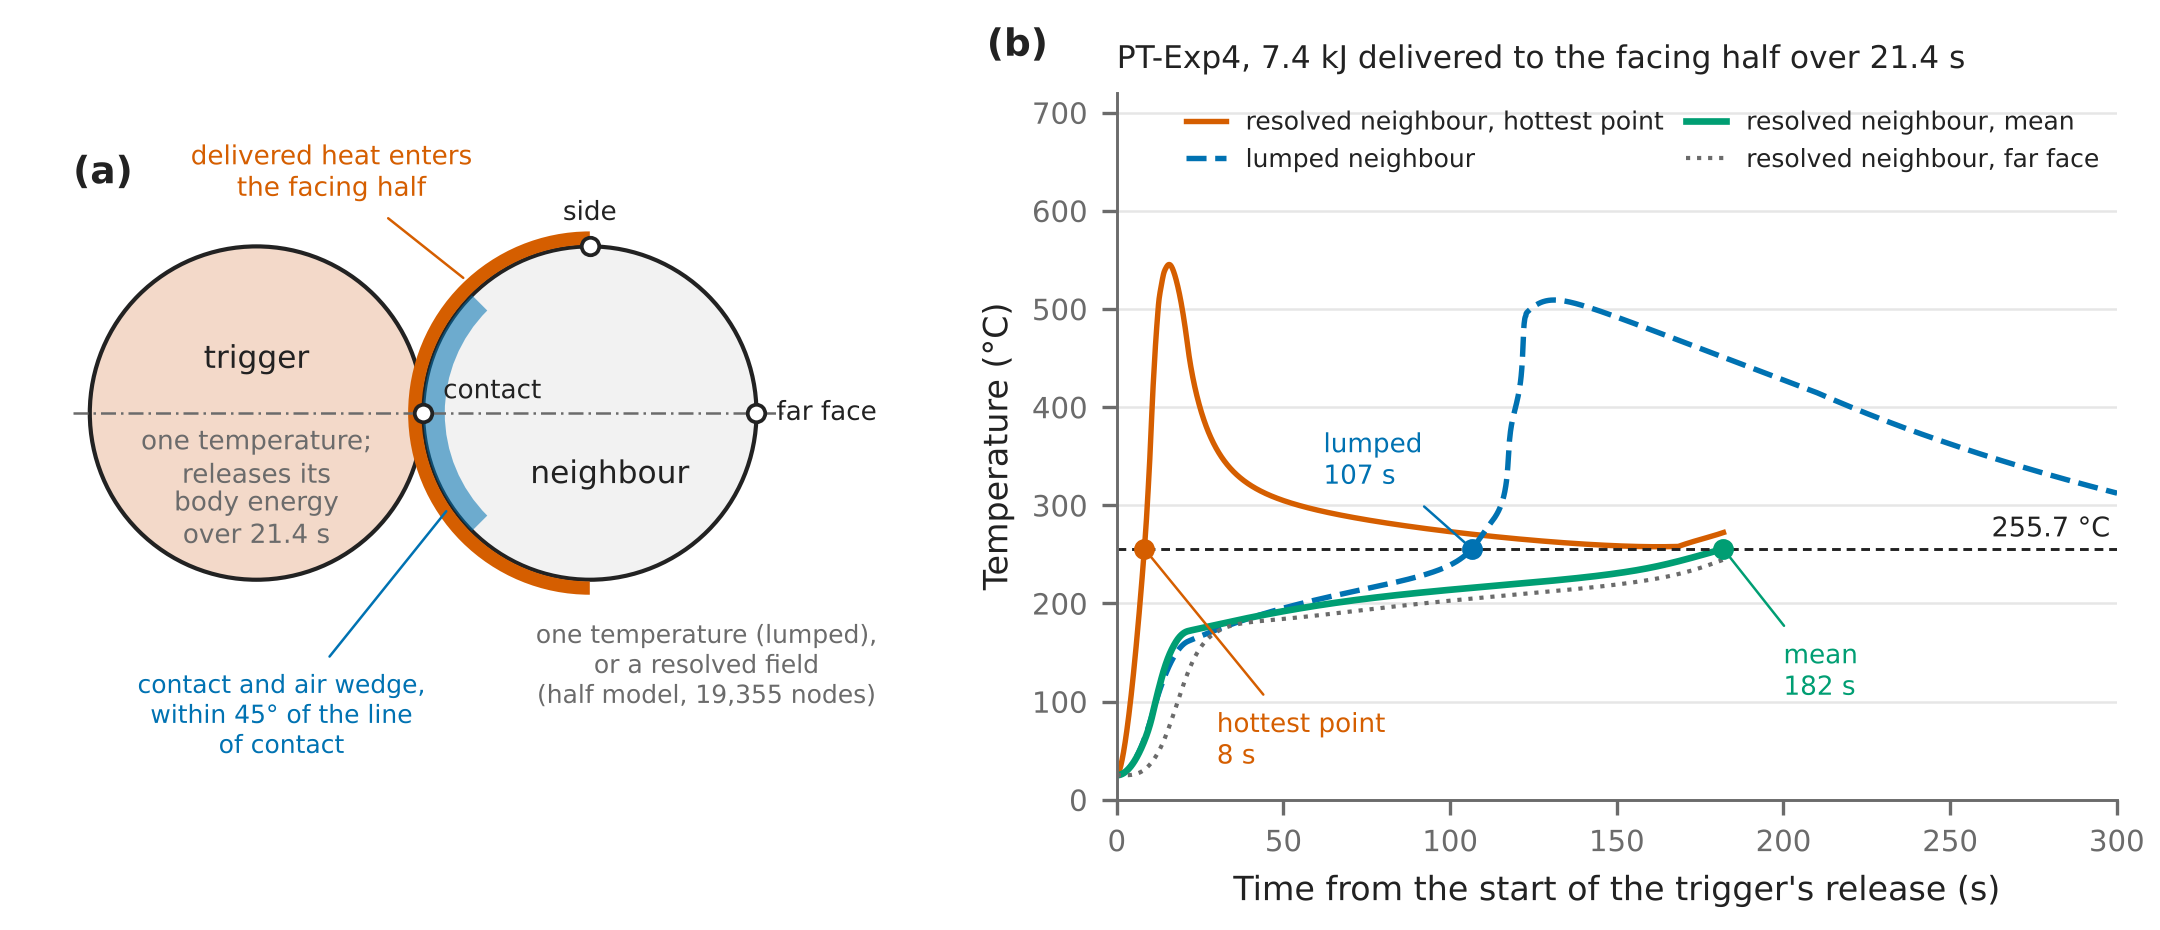 (a)
delivered heat enters
the facing half
side
trigger
contact
far face
one temperature;
releases its
body energy
over 21.4 s
neighbour
one temperature (lumped),
or a resolved field
(half model, 19,355 nodes)
contact and air wedge,
within 45° of the line
of contact
(b)
PT-Exp4, 7.4 kJ delivered to the facing half over 21.4 s
resolved neighbour, hottest point
lumped neighbour
resolved neighbour, mean
resolved neighbour, far face
Temperature (°C)
700
600
500
400
300
200
100
0
lumped
107 s
255.7 °C
mean
182 s
hottest point
8 s
0
50
100
150
200
250
300
Time from the start of the trigger's release (s)